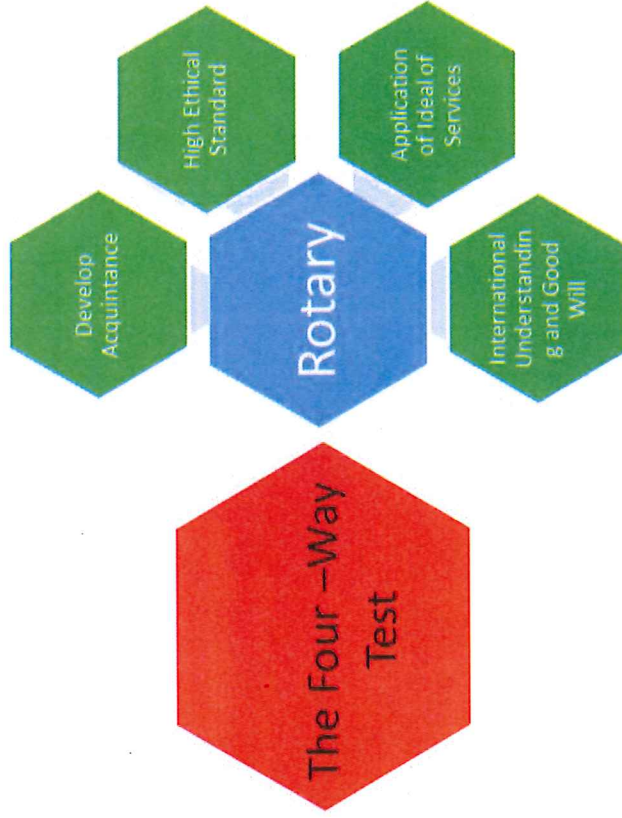 Develop
Acquintance
High Ethical
Standard
Rotary
Application
of Ideal of
Services
International
Understandin
g and Good
Will
The Four –Way
Test